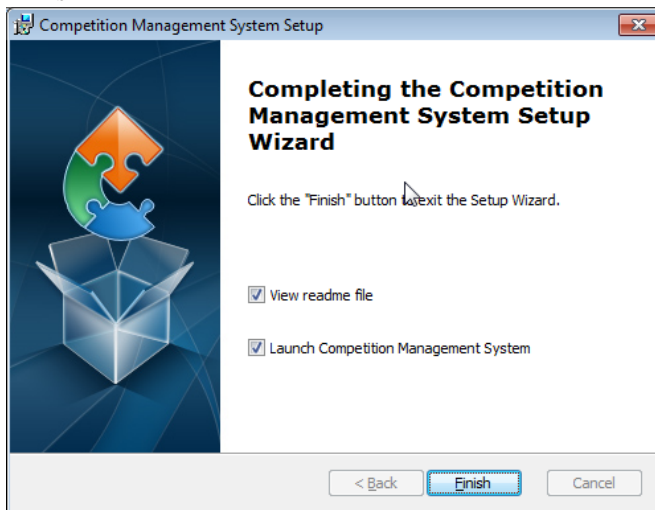 Competition Management System Setup
Completing the Competition
Management System Setup
Wizard
Click the "Finish" button to exit the Setup Wizard.
View readme file
Launch Competition Management System
< Back
Finish
Cancel